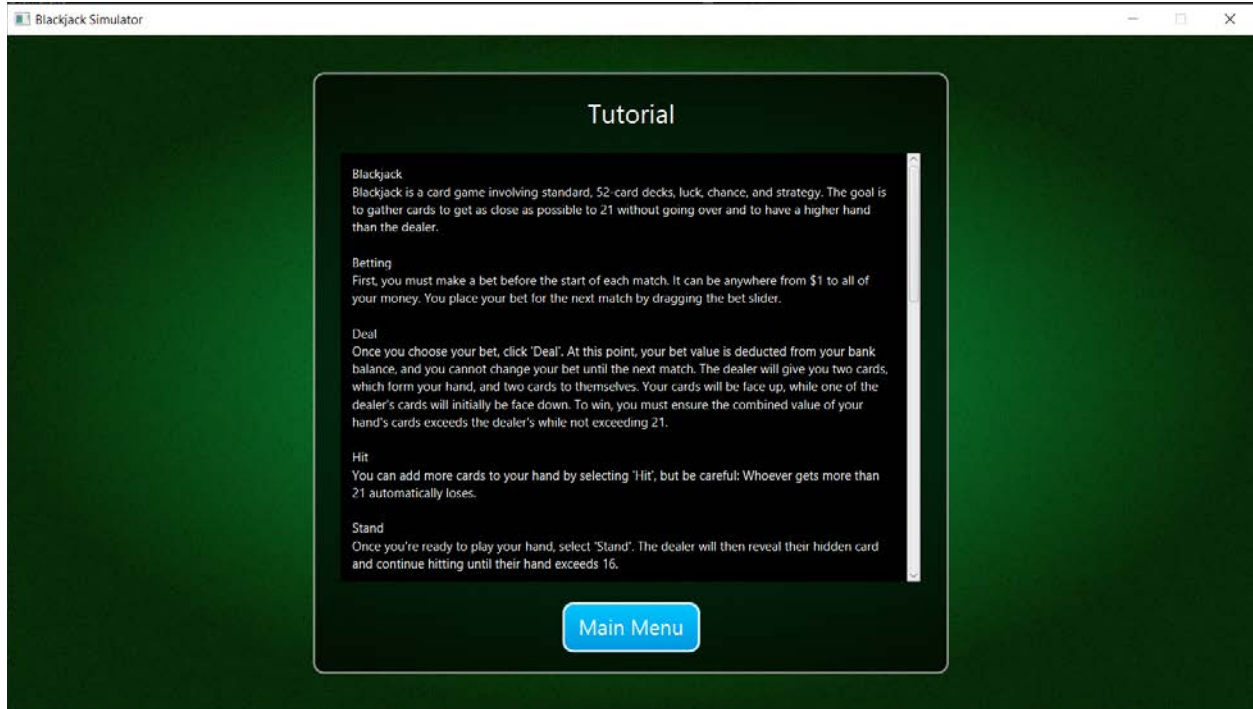 Blackjack Simulator
Tutorial
Blackjack
Blackjack is a card game involving standard, 52-card decks, luck, chance, and strategy. The goal is
to gather cards to get as close as possible to 21 without going over and to have a higher hand
than the dealer.
Betting
First, you must make a bet before the start of each match. It can be anywhere from $1 to all of
your money. You place your bet for the next match by dragging the bet slider.
Deal
Once you choose your bet, click 'Deal'. At this point, your bet value is deducted from your bank
balance, and you cannot change your bet until the next match. The dealer will give you two cards,
which form your hand, and two cards to themselves. Your cards will be face up, while one of the
dealer's cards will initially be face down. To win, you must ensure the combined value of your
hand's cards exceeds the dealer's while not exceeding 21.
Hit
You can add more cards to your hand by selecting 'Hit', but be careful: Whoever gets more than
21 automatically loses.
Stand
Once you're ready to play your hand, select 'Stand'. The dealer will then reveal their hidden card
and continue hitting until their hand exceeds 16.
Main Menu